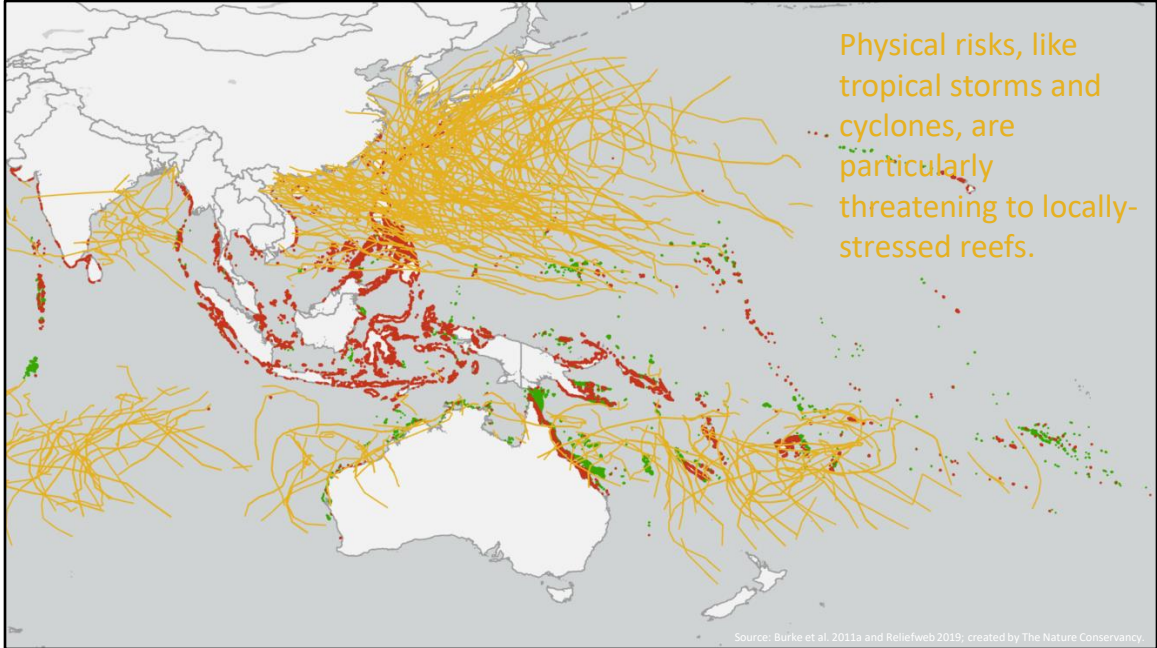 Physical risks, like
tropical storms and
cyclones, are
particularly
threatening to locally-
stressed reefs.
Source: Burke et al. 2011a and Reliefweb 2019; created by The Nature Conservancy.